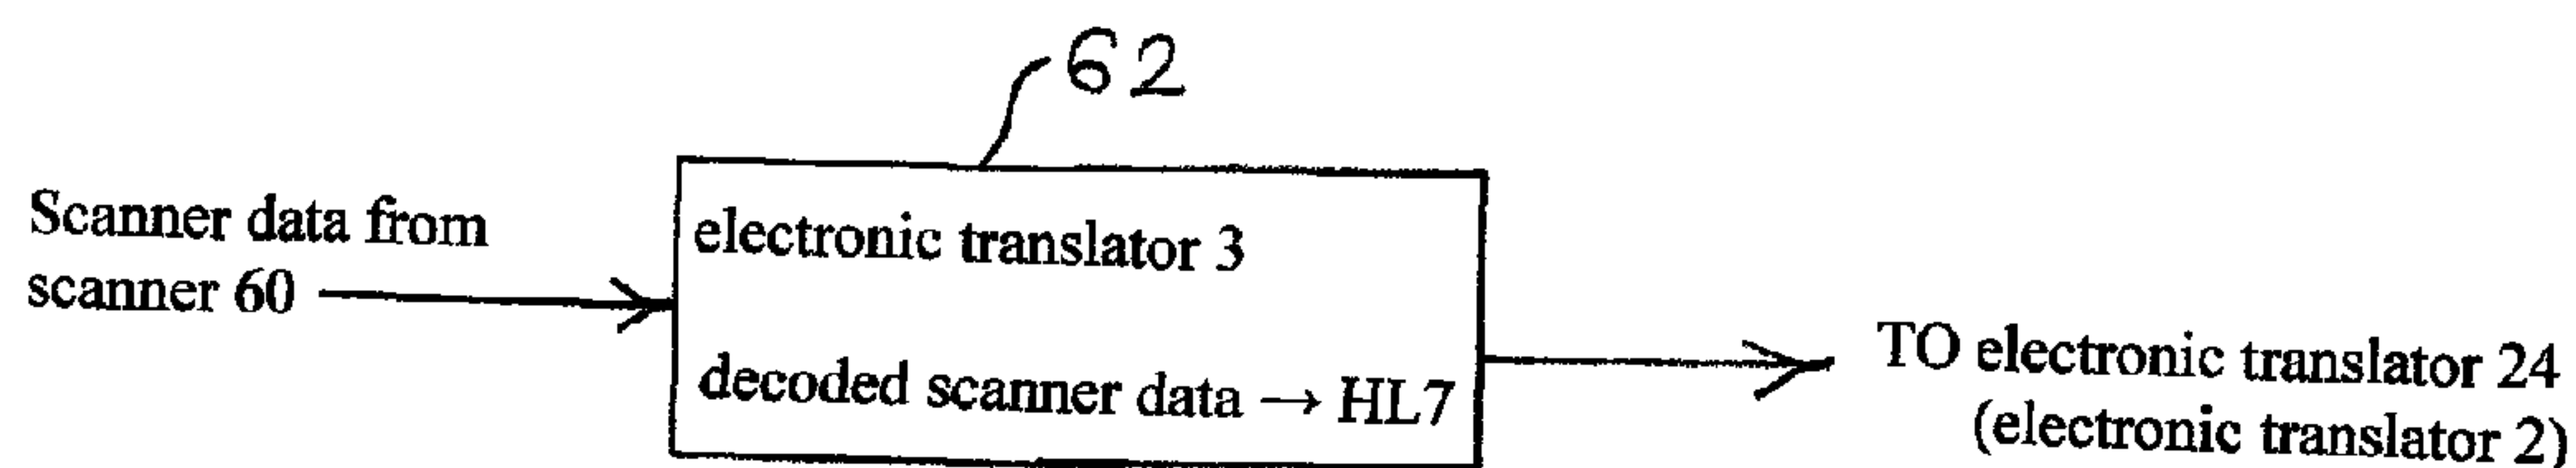 62
Scanner data from
scanner 60
electronic translator 3
decoded scanner data → HL7
TO electronic translator 24
(electronic translator 2)